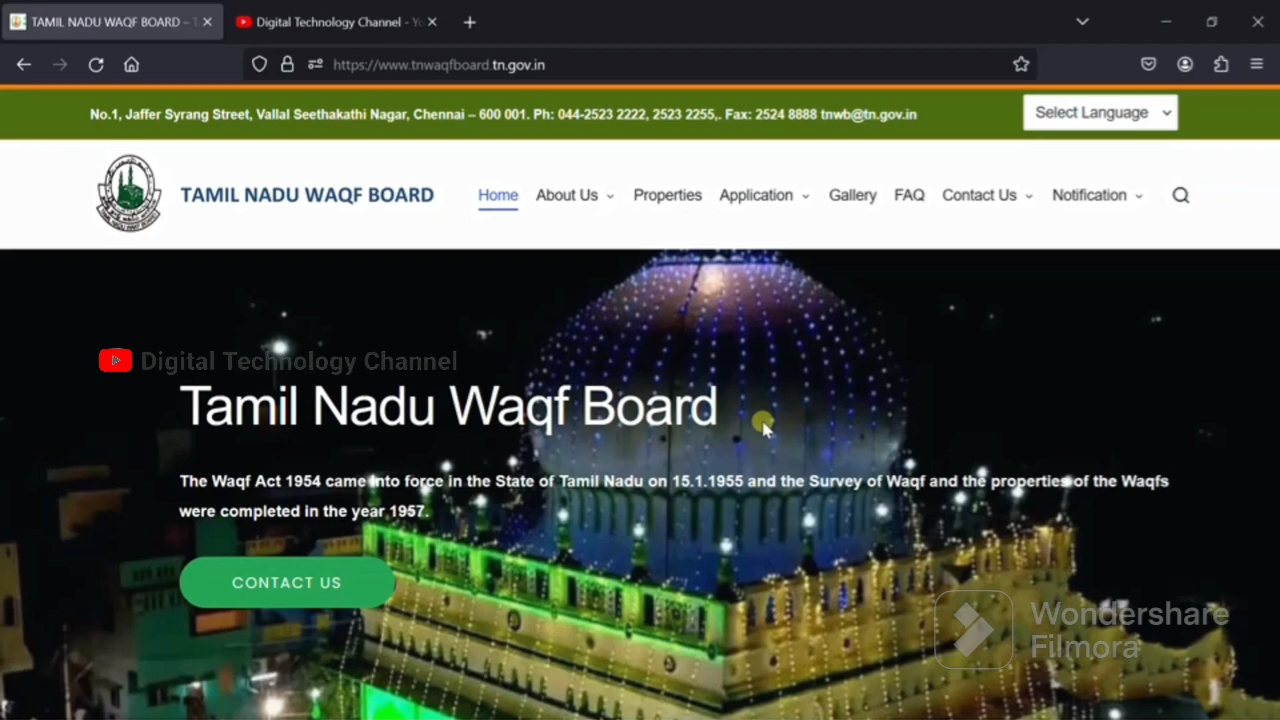 TAMIL NADU WAQF BOARD – T
Digital Technology Channel - Yo
https://www.tnwaqfboard.tn.gov.in
No.1, Jaffer Syrang Street, Vallal Seethakathi Nagar, Chennai – 600 001. Ph: 044-2523 2222, 2523 2255,. Fax: 2524 8888 tnwb@tn.gov.in
Select Language
TAMIL NADU WAQF BOARD
Home About Us Properties Application Gallery FAQ Contact Us Notification
Digital Technology Channel
Tamil Nadu Waqf Board
The Waqf Act 1954 came into force in the State of Tamil Nadu on 15.1.1955 and the Survey of Waqf and the properties of the Waqfs
were completed in the year 1957.
CONTACT US
Wondershare
Filmora